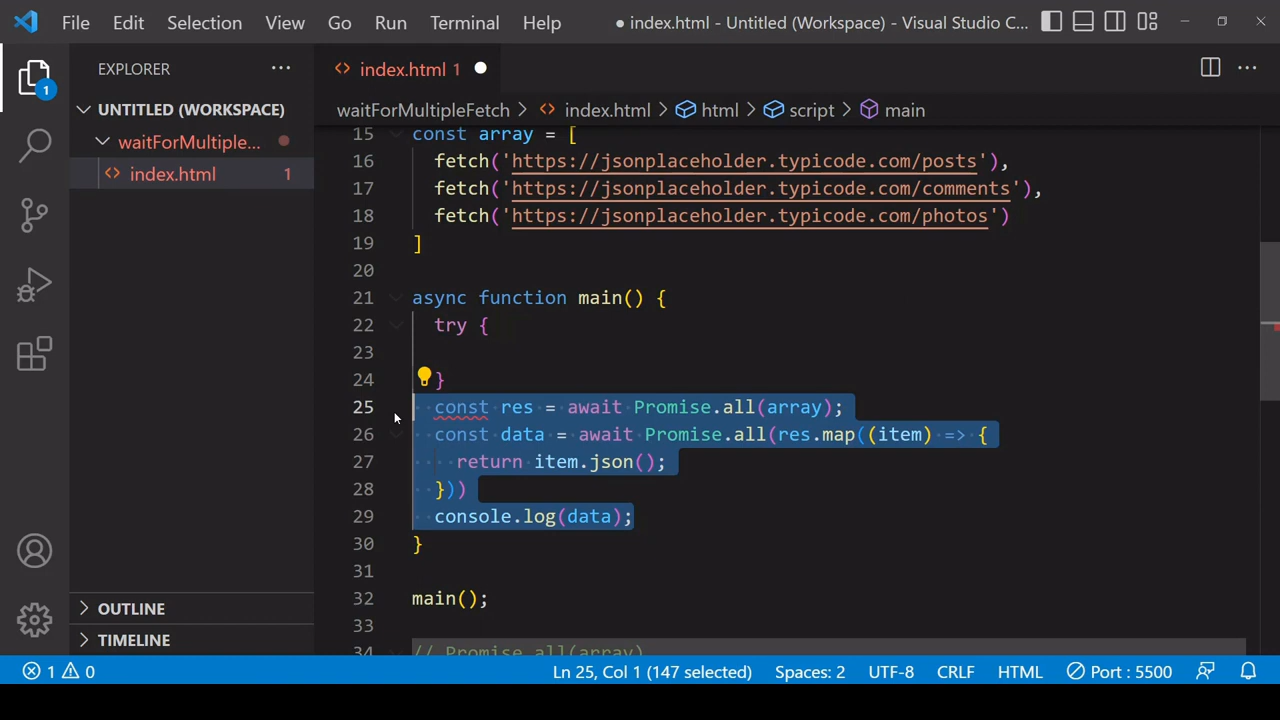 File Edit Selection View Go Run Terminal Help ● index.html - Untitled (Workspace) - Visual Studio C...
EXPLORER ...
1
UNTITLED (WORKSPACE)
waitForMultiple...
<> index.html 1
OUTLINE
TIMELINE
<> index.html 1 ...
waitForMultipleFetch > <> index.html > html > script > main
15 const array = [
16 fetch('https://jsonplaceholder.typicode.com/posts'),
17 fetch('https://jsonplaceholder.typicode.com/comments'),
18 fetch('https://jsonplaceholder.typicode.com/photos')
19 ]
20
21 async function main() {
22 try {
23
24 }
25 const res = await Promise.all(array);
26 const data = await Promise.all(res.map((item) => {
27 return item.json();
28 }))
29 console.log(data);
30 }
31
32 main();
33
34 // Promise.all(array)
1 0 Ln 25, Col 1 (147 selected) Spaces: 2 UTF-8 CRLF HTML Port : 5500